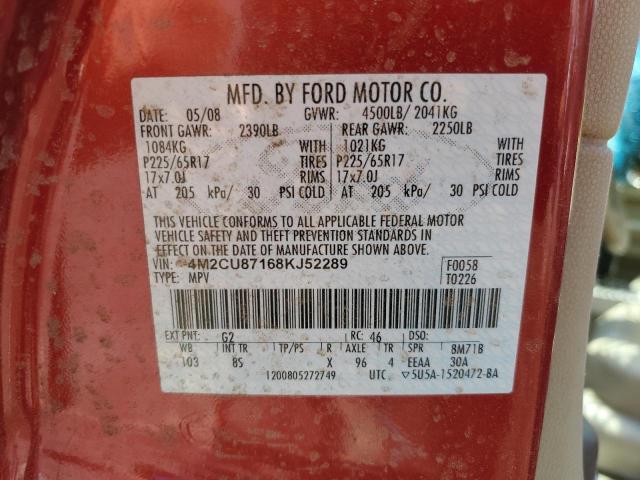 MFD. BY FORD MOTOR CO.
DATE: 05/08 GVWR: 4500LB/ 2041KG
FRONT GAWR: 2390LB REAR GAWR: 2250LB
1084KG WITH 1021KG WITH
P225/65R17 TIRES P225/65R17 TIRES
17x7.0J RIMS 17x7.0J RIMS
AT 205 kPa/ 30 PSI COLD AT 205 kPa/ 30 PSI COLD
THIS VEHICLE CONFORMS TO ALL APPLICABLE FEDERAL MOTOR
VEHICLE SAFETY AND THEFT PREVENTION STANDARDS IN
EFFECT ON THE DATE OF MANUFACTURE SHOWN ABOVE.
VIN: 4M2CU87168KJ52289 F0058
TYPE: MPV T0226
EXT PNT: G2 RC: 46 DSO:
WB INT TR TP/PS R AXLE TR SPR 8M71B
103 8S X 96 4 EEAA 30A
1200805272749 UTC ▽5U5A-1520472-BA